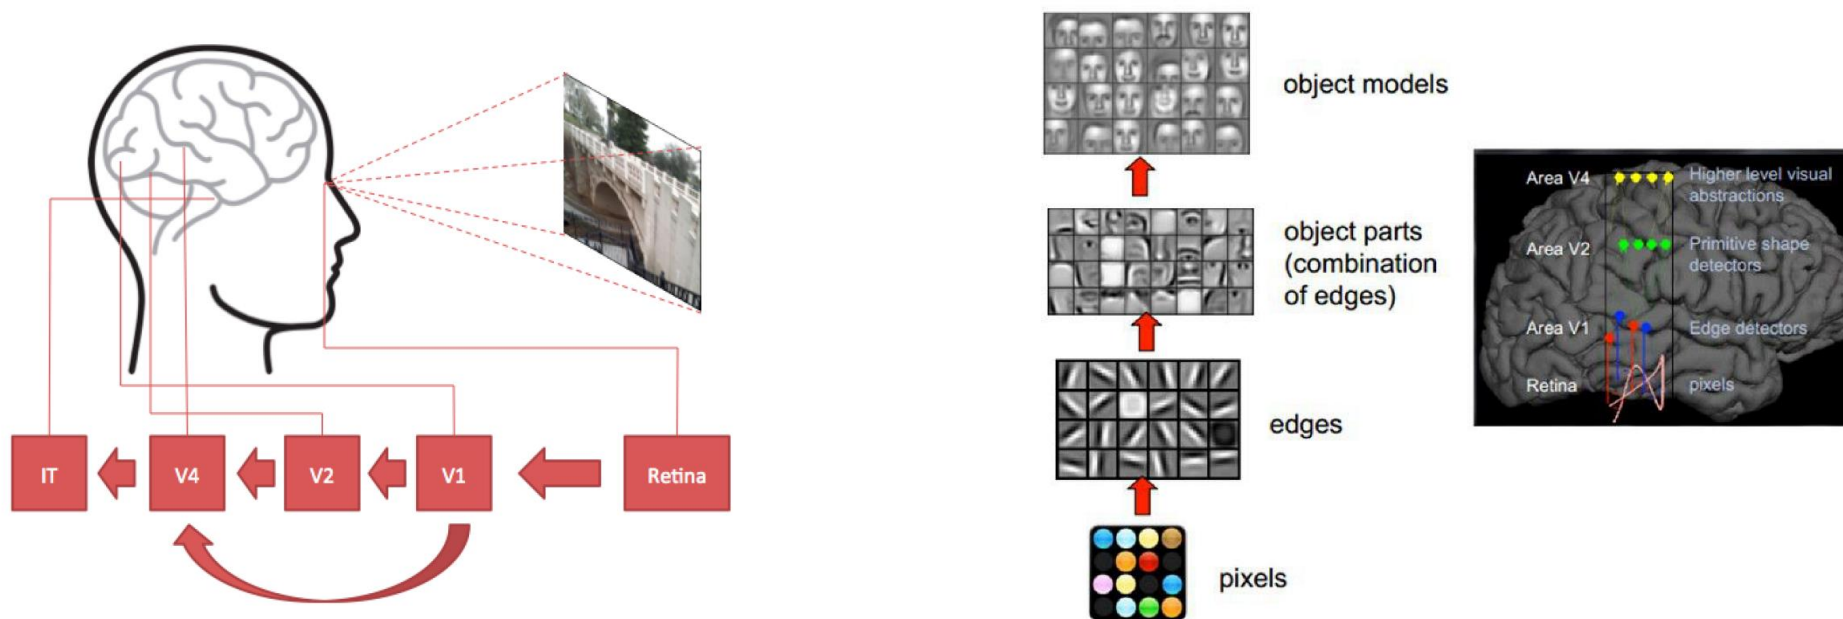 IT
V4
V2
V1
Retina
object models
object parts
(combination
of edges)
edges
pixels
Area V4
Higher level visual
abstractions
Area V2
Primitive shape
detectors
Area V1
Edge detectors
Retina
pixels